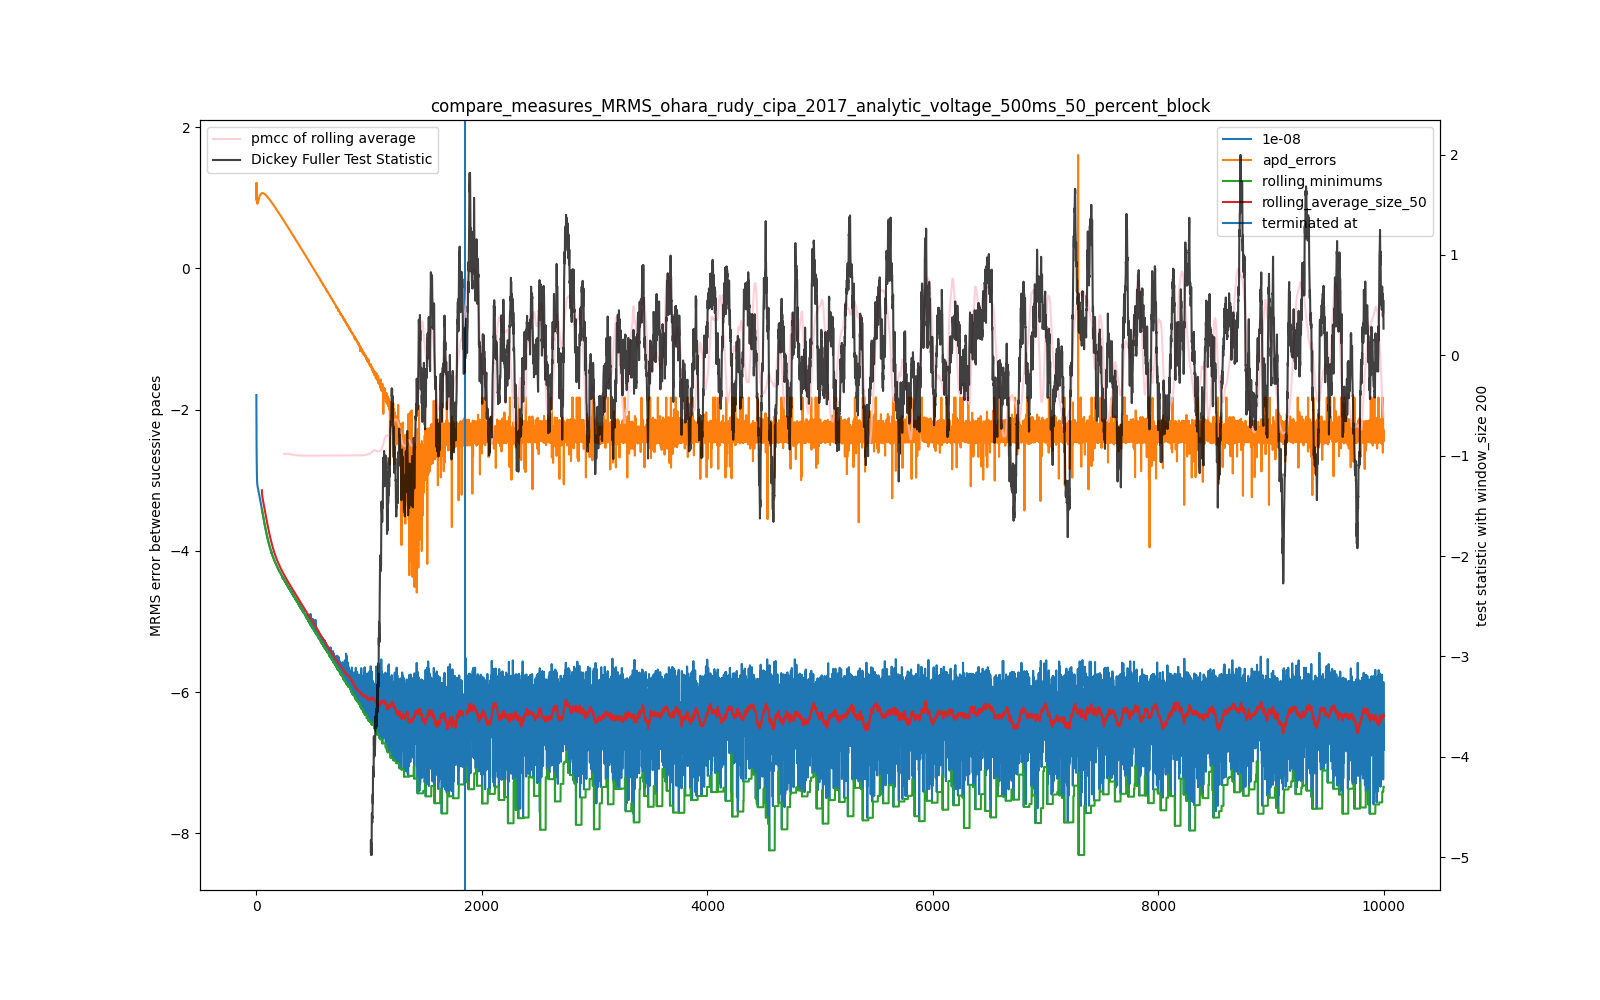 compare_measures_MRMS_ohara_rudy_cipa_2017_analytic_voltage_500ms_50_percent_block
pmcc of rolling average
Dickey Fuller Test Statistic
1e-08
apd_errors
rolling minimums
rolling_average_size_50
terminated at
MRMS error between sucessive paces
test statistic with window_size 200
2
0
−2
−4
−6
−8
2
1
0
−1
−2
−3
−4
−5
0
2000
4000
6000
8000
10000